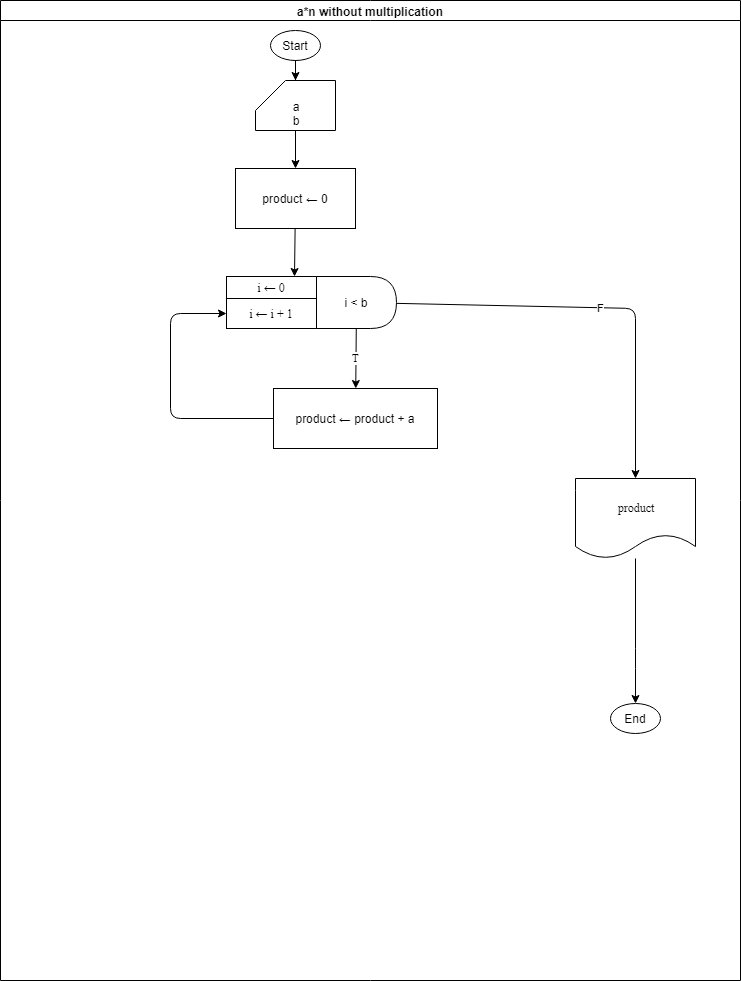 a*n without multiplication
Start
a
b
product ← 0
i ← 0
i ← i + 1
i < b
F
T
product ← product + a
product
End